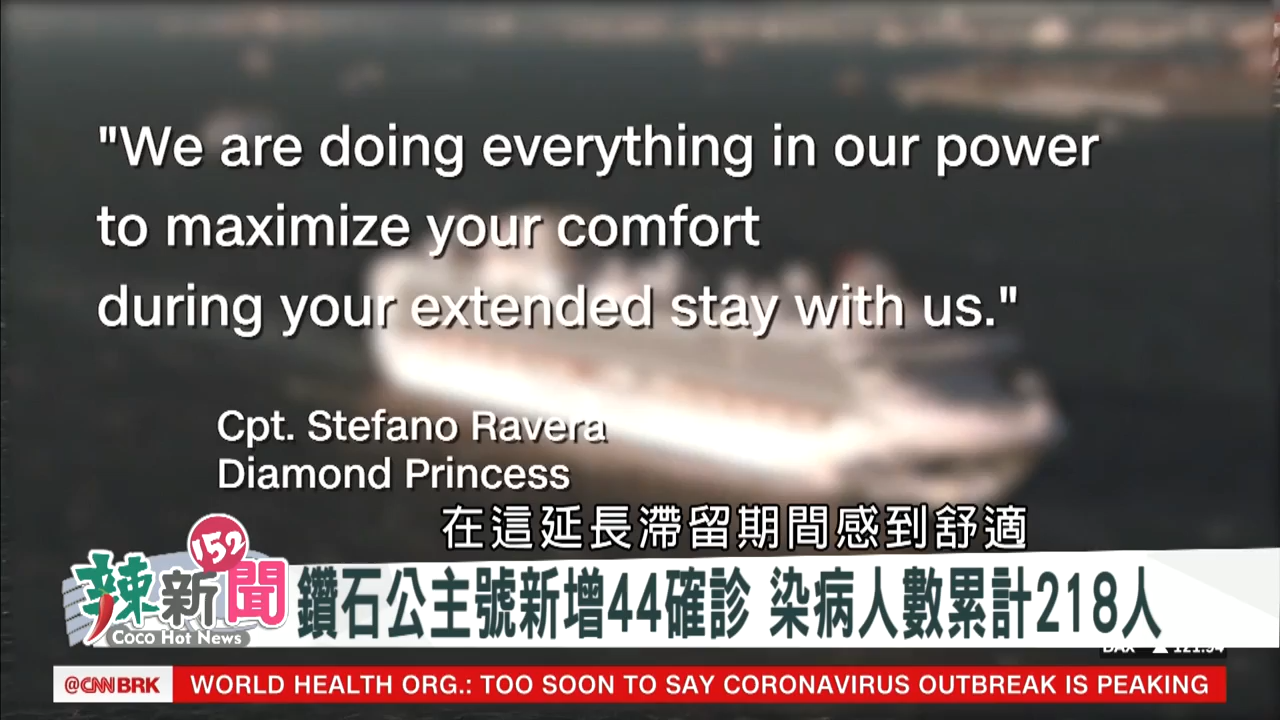 "We are doing everything in our power
to maximize your comfort
during your extended stay with us."
Cpt. Stefano Ravera
Diamond Princess
在這延長滯留期間感到舒適
152
辣新聞
Coco Hot News
鑽石公主號新增44確診 染病人數累計218人
DAX ▲ 121.94
@CNNBRK WORLD HEALTH ORG.: TOO SOON TO SAY CORONAVIRUS OUTBREAK IS PEAKING